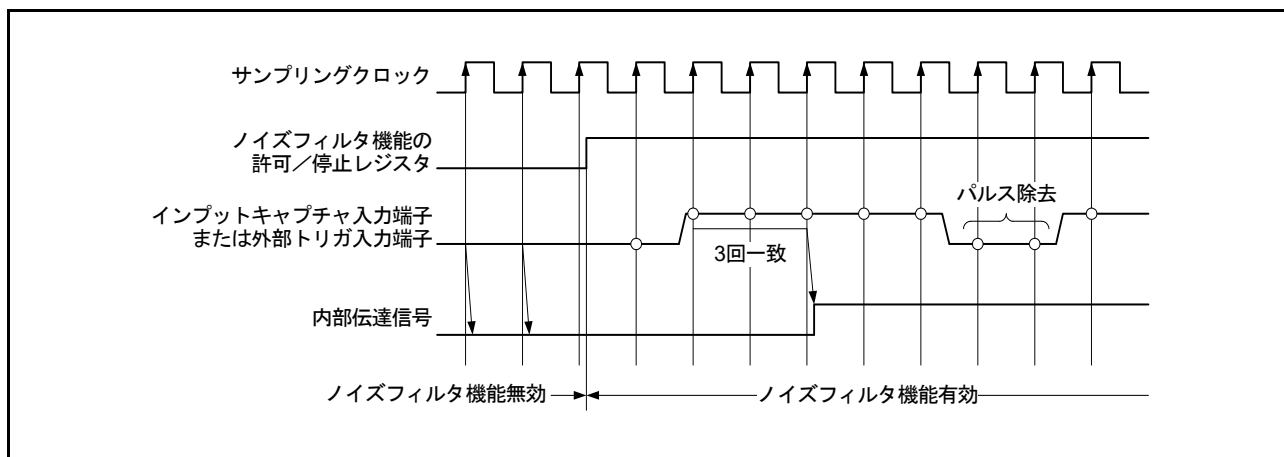 サンプリングクロック
ノイズフィルタ機能の
許可／停止レジスタ
インプットキャプチャ入力端子
または外部トリガ入力端子
パルス除去
3回一致
内部伝達信号
ノイズフィルタ機能無効
ノイズフィルタ機能有効